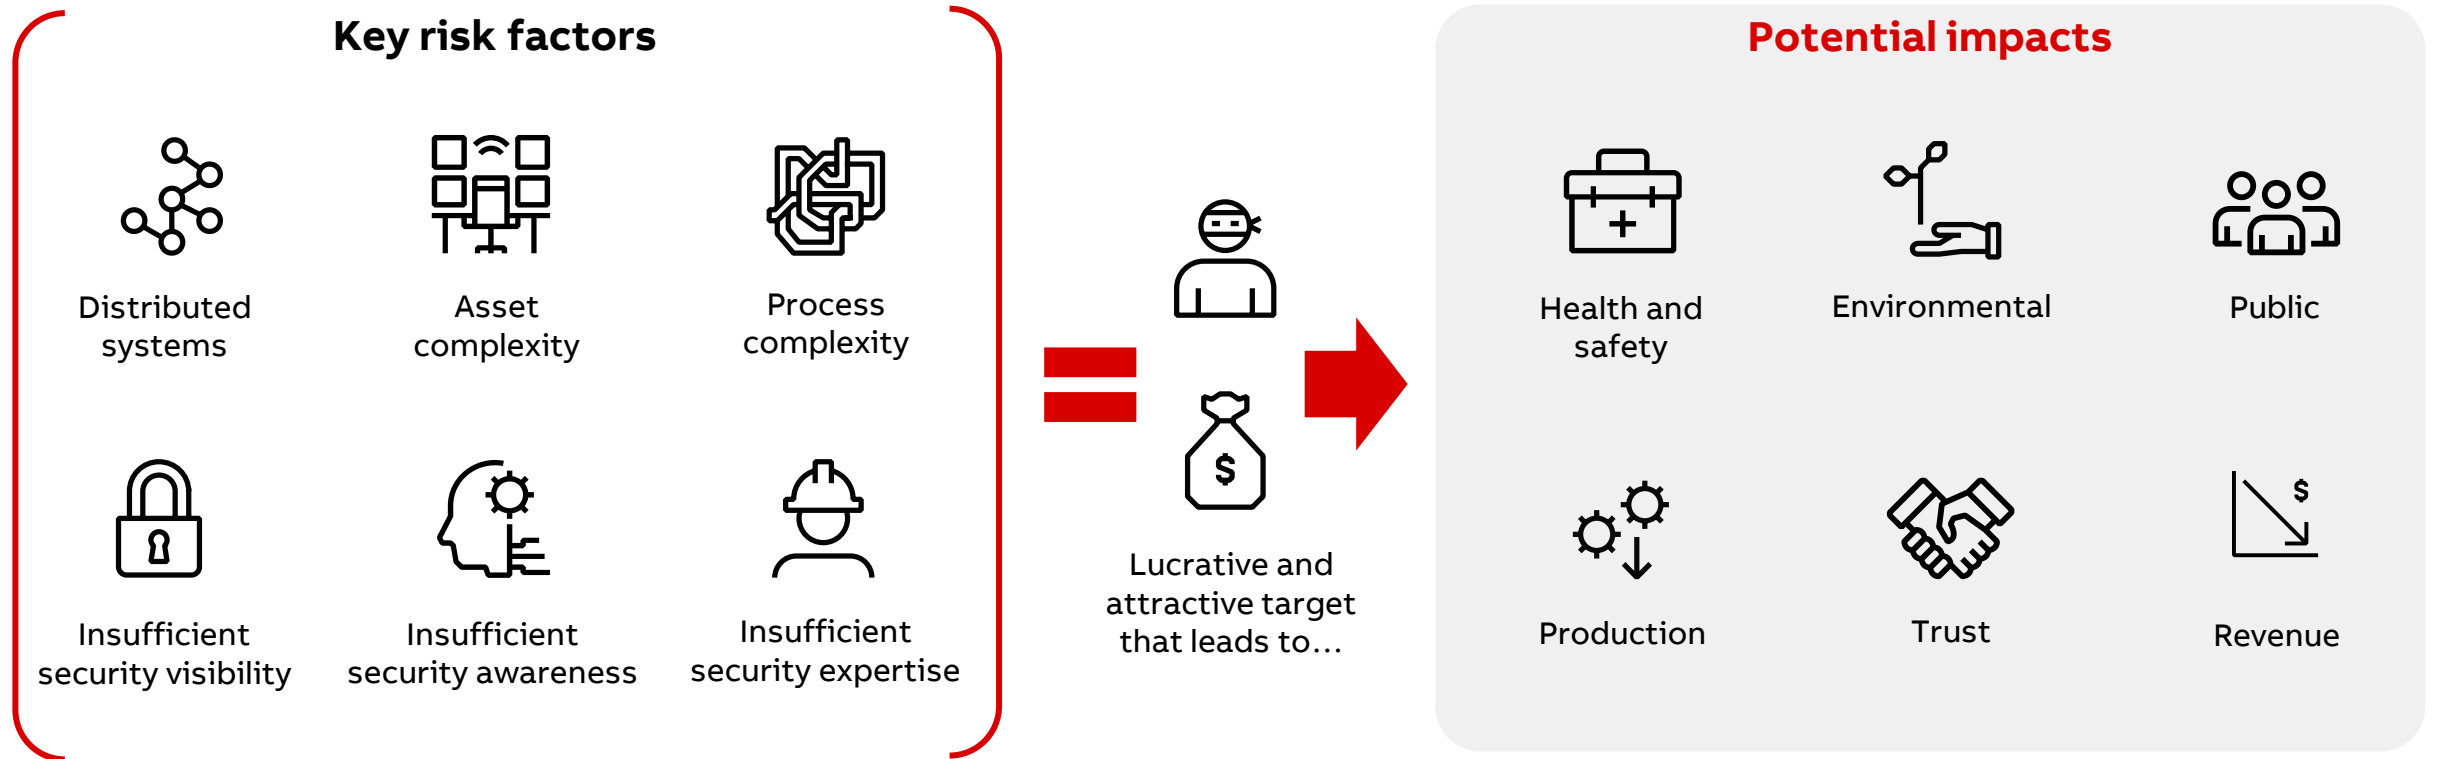 Key risk factors
Distributed
systems
Asset
complexity
Process
complexity
Insufficient
security visibility
Insufficient
security awareness
Insufficient
security expertise
$
Lucrative and
attractive target
that leads to...
Potential impacts
Health and
safety
Environmental
Public
Production
Trust
$
Revenue